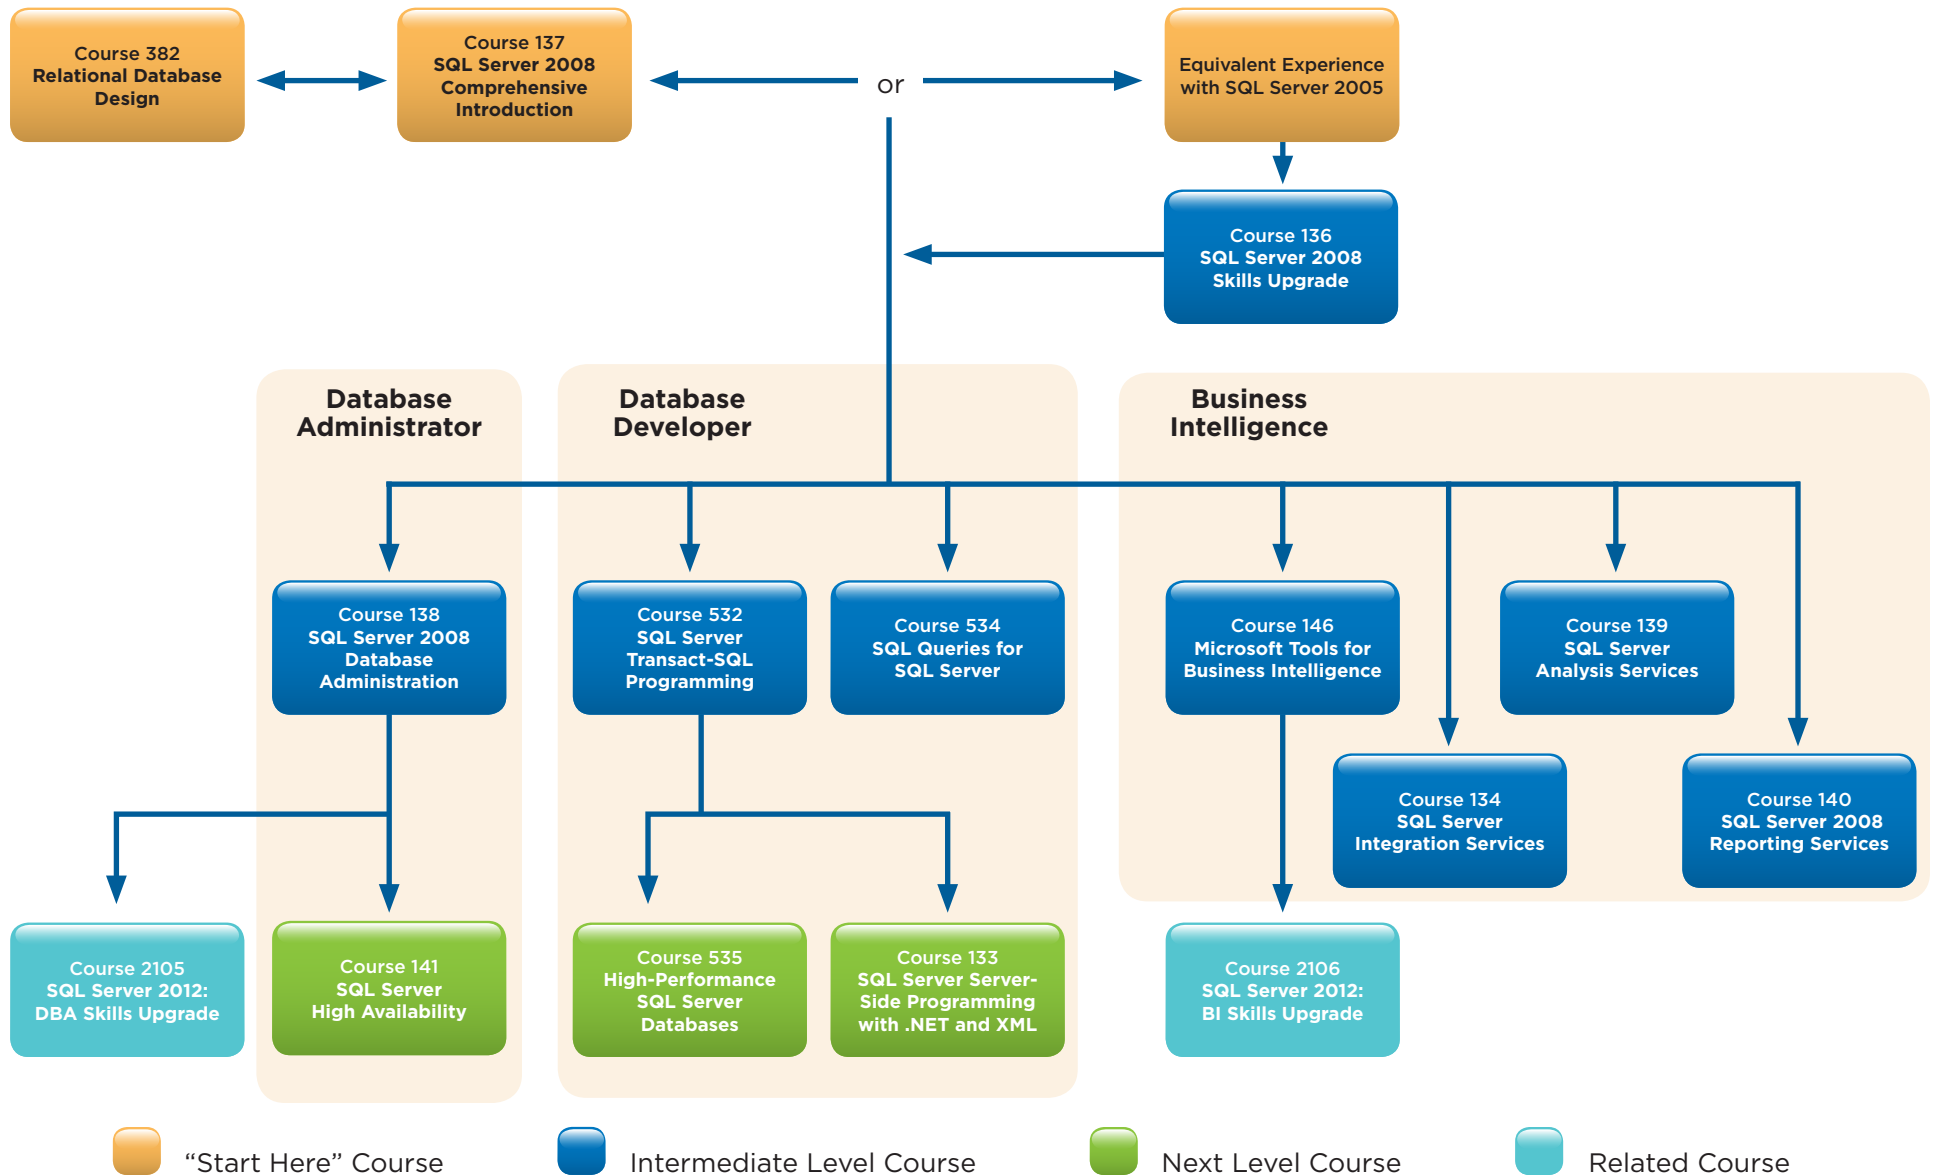 Course 382
Relational Database
Design
Course 137
SQL Server 2008
Comprehensive
Introduction
or
Equivalent Experience
with SQL Server 2005
Course 136
SQL Server 2008
Skills Upgrade
Database
Administrator
Database
Developer
Business
Intelligence
Course 138
SQL Server 2008
Database
Administration
Course 532
SQL Server
Transact-SQL
Programming
Course 534
SQL Queries for
SQL Server
Course 146
Microsoft Tools for
Business Intelligence
Course 139
SQL Server
Analysis Services
Course 134
SQL Server
Integration Services
Course 140
SQL Server 2008
Reporting Services
Course 2105
SQL Server 2012:
DBA Skills Upgrade
Course 141
SQL Server
High Availability
Course 535
High-Performance
SQL Server
Databases
Course 133
SQL Server Server-
Side Programming
with .NET and XML
Course 2106
SQL Server 2012:
BI Skills Upgrade
“Start Here” Course
Intermediate Level Course
Next Level Course
Related Course